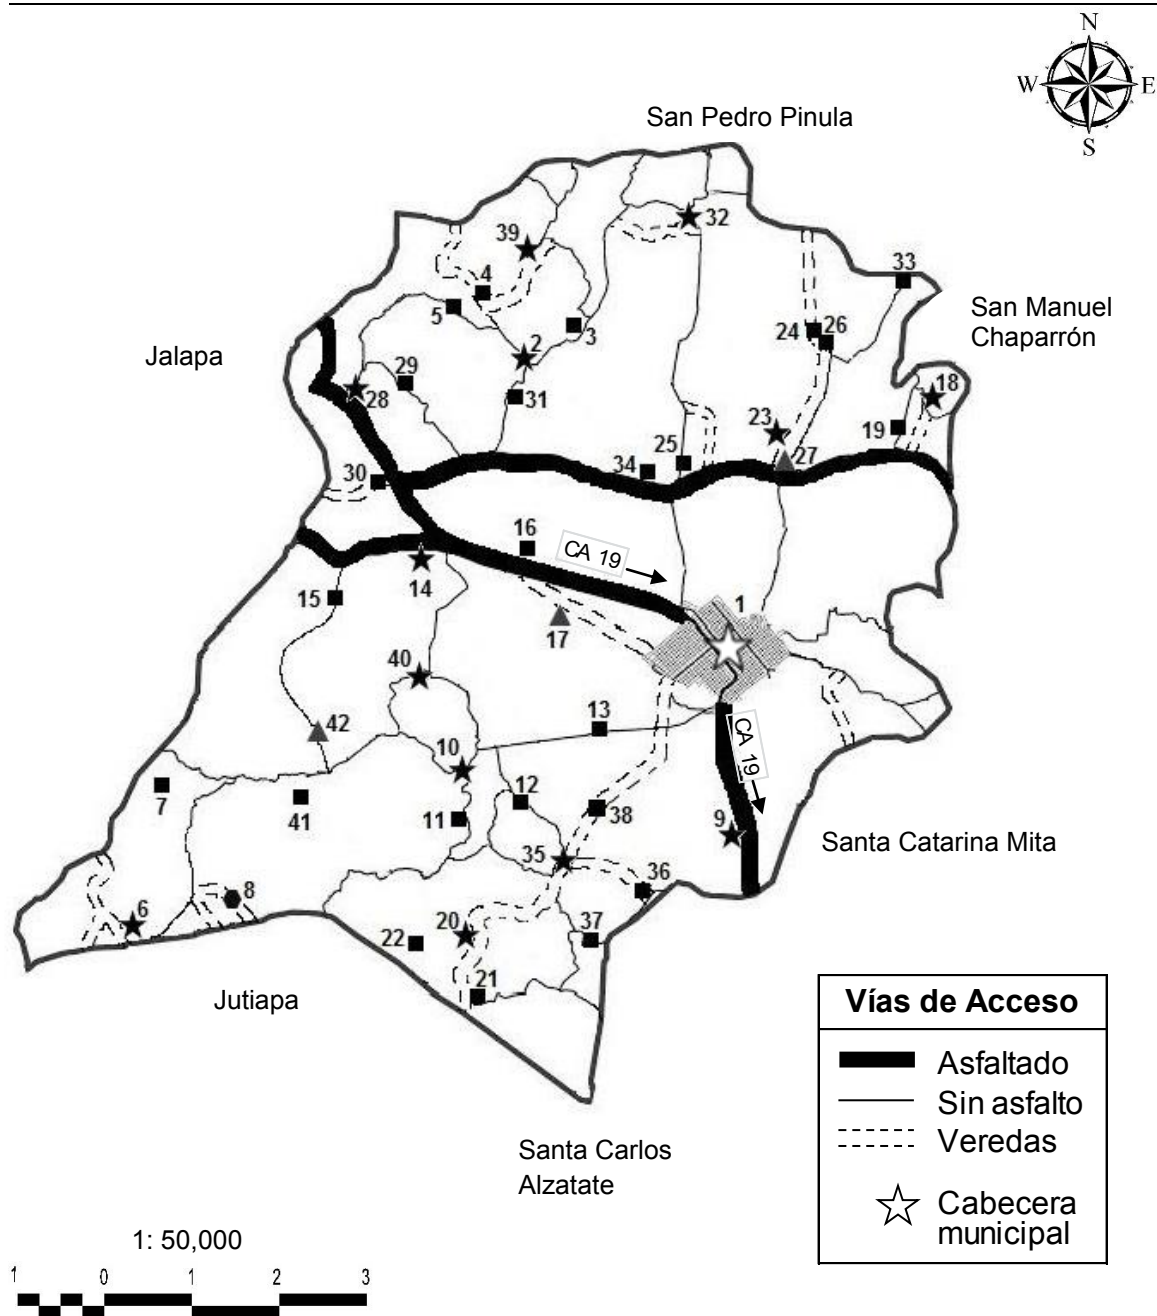 N
W E
S
San Pedro Pinula
32
39
33
4
San Manuel
Chaparrón
5
3
24 26
2
Jalapa
29
18
28
31
23
19
25
27
34
30
16
CA 19
14
15
1
17
40
42
13
CA 19
10
7
12
41
11
38
9
Santa Catarina Mita
35
36
8
6
20
37
22
21
Jutiapa
Vías de Acceso
Asfaltado
Sin asfalto
Veredas
Cabecera
municipal
Santa Carlos
Alzatate
1: 50,000
1 0 1 2 3